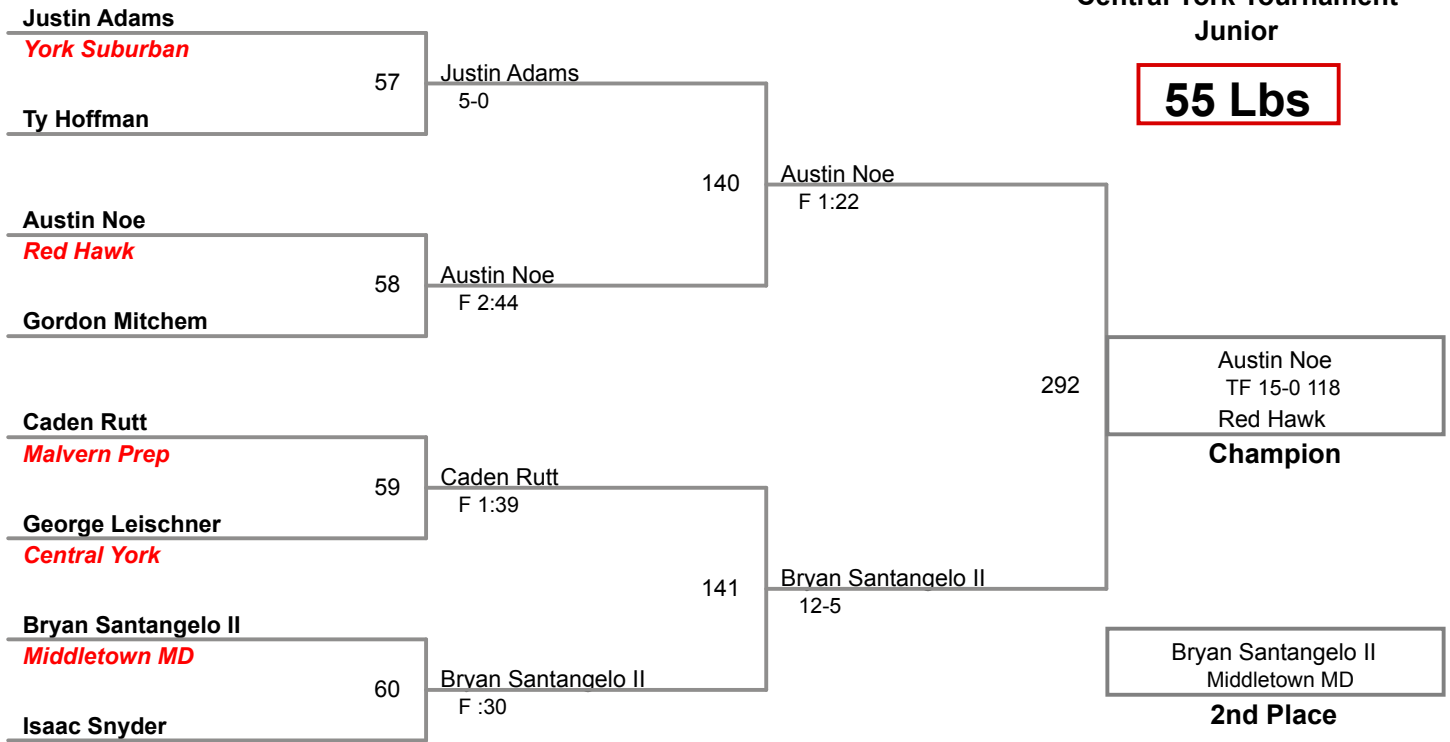 Central York Tournament
Junior
55 Lbs
Justin Adams
York Suburban
57
Ty Hoffman
Justin Adams
5-0
140
Austin Noe
Red Hawk
58
Gordon Mitchem
Austin Noe
F 2:44
Austin Noe
F 1:22
Caden Rutt
Malvern Prep
59
George Leischner
Central York
Caden Rutt
F 1:39
141
Bryan Santangelo II
Middletown MD
60
Isaac Snyder
Bryan Santangelo II
F :30
Bryan Santangelo II
12-5
292
Austin Noe
TF 15-0 118
Red Hawk
Champion
Bryan Santangelo II
Middletown MD
2nd Place